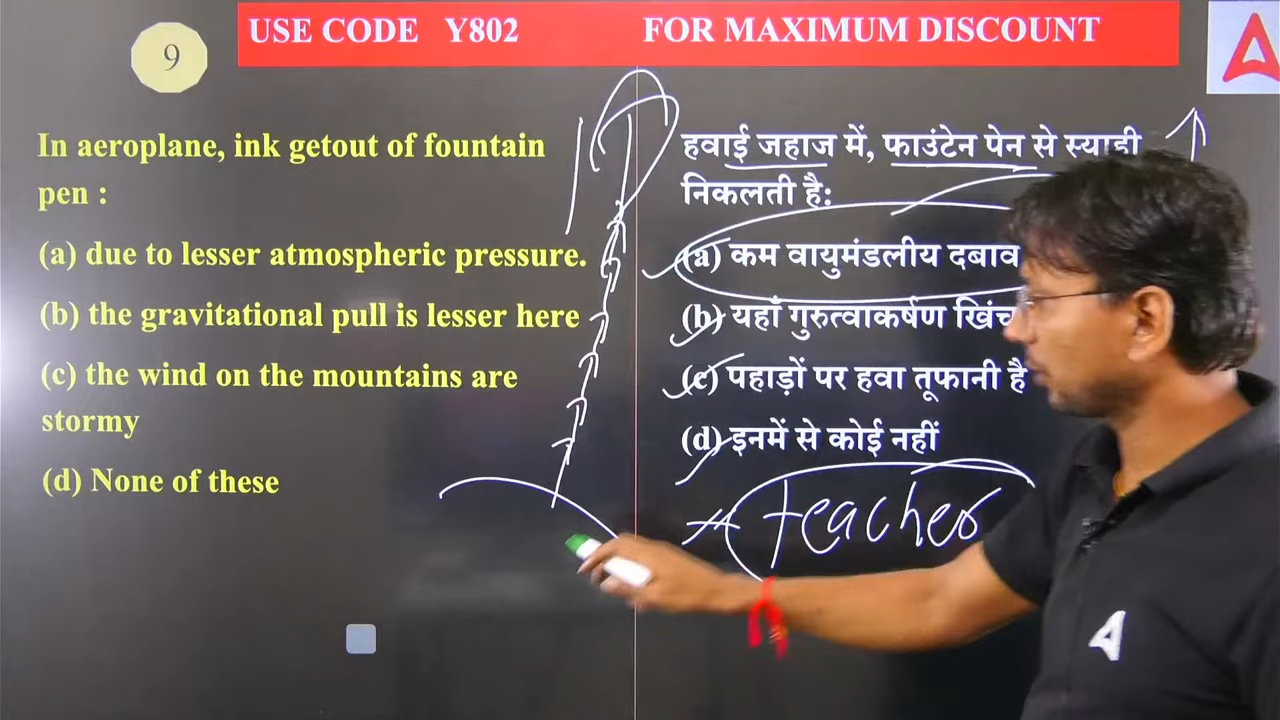 USE CODE Y802 FOR MAXIMUM DISCOUNT
9
In aeroplane, ink getout of fountain
pen :
(a) due to lesser atmospheric pressure.
(b) the gravitational pull is lesser here
(c) the wind on the mountains are
stormy
(d) None of these
हवाई जहाज में, फाउंटेन पेन से स्याही
निकलती है:
(a) कम वायुमंडलीय दबाव
(b) यहाँ गुरुत्वाकर्षण
(c) पहाड़ों पर हवा तूफानी है
(d) इनमें से कोई नहीं
teacher